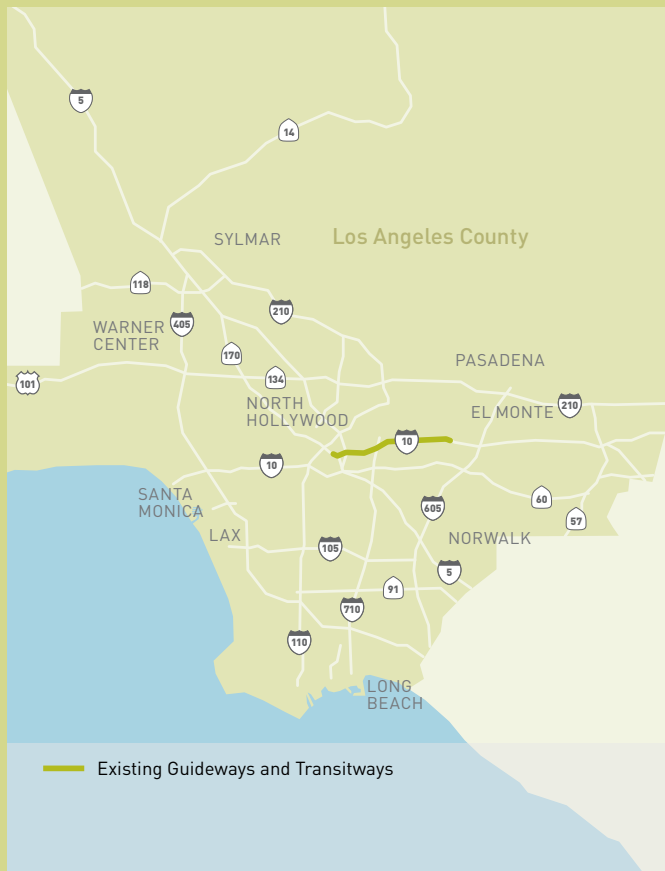 5
14
SYLMAR
Los Angeles County
118
210
WARNER
CENTER
405
170
PASADENA
134
101
NORTH
HOLLYWOOD
EL MONTE
210
10
10
SANTA
MONICA
60
605
57
LAX
NORWALK
105
5
91
710
110
LONG
BEACH
Existing Guideways and Transitways